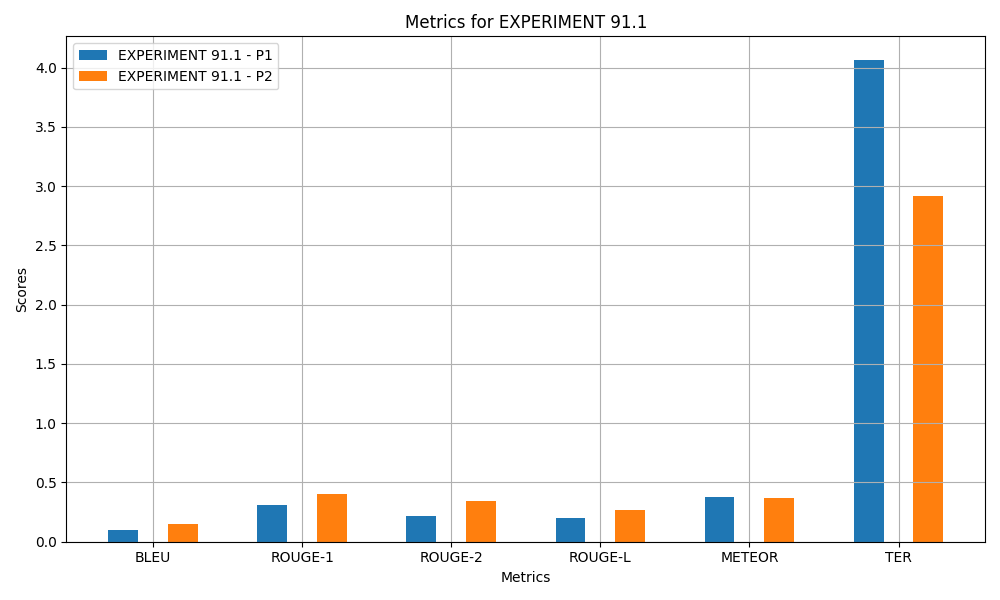 Metrics for EXPERIMENT 91.1
EXPERIMENT 91.1 - P1
EXPERIMENT 91.1 - P2
Scores
4.0
3.5
3.0
2.5
2.0
1.5
1.0
0.5
0.0
BLEU ROUGE-1 ROUGE-2 ROUGE-L METEOR TER
Metrics